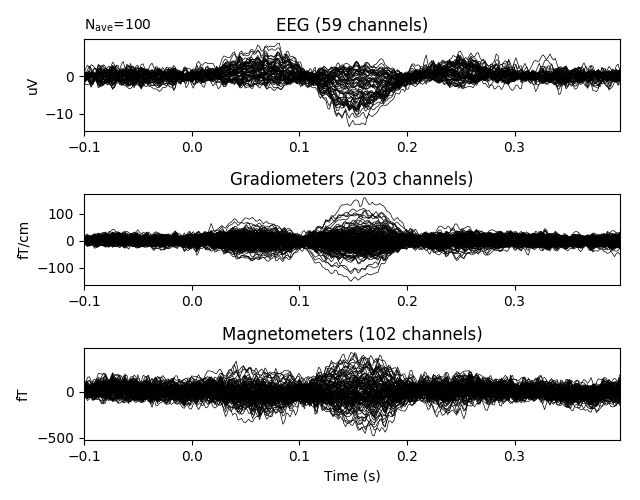 N_ave=100
EEG (59 channels)
uV
0
−10
−0.1 0.0 0.1 0.2 0.3
Gradiometers (203 channels)
fT/cm
100
0
−100
−0.1 0.0 0.1 0.2 0.3
Magnetometers (102 channels)
fT
0
−500
−0.1 0.0 0.1 0.2 0.3
Time (s)